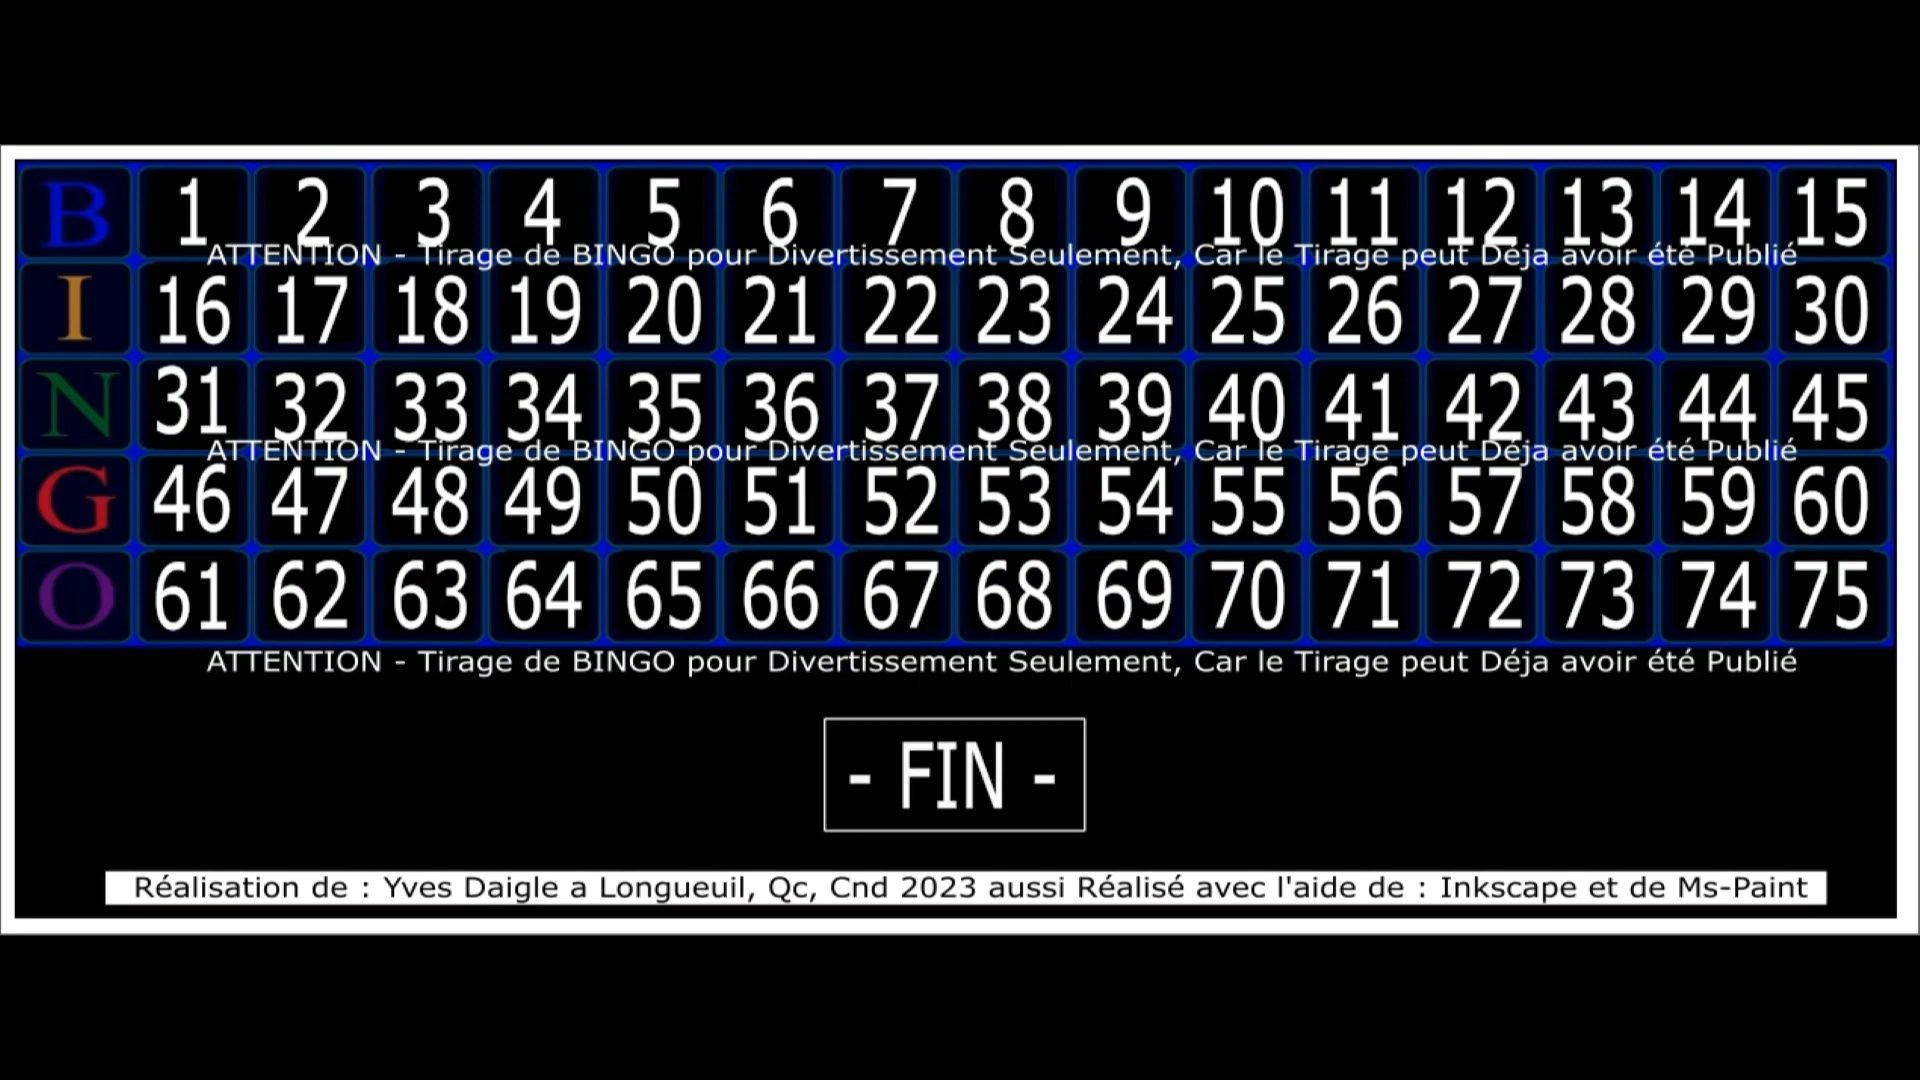 B 1 2 3 4 5 6 7 8 9 10 11 12 13 14 15
ATTENTION - Tirage de BINGO pour Divertissement Seulement, Car le Tirage peut Déja avoir été Publié
I 16 17 18 19 20 21 22 23 24 25 26 27 28 29 30
N 31 32 33 34 35 36 37 38 39 40 41 42 43 44 45
ATTENTION - Tirage de BINGO pour Divertissement Seulement, Car le Tirage peut Déja avoir été Publié
G 46 47 48 49 50 51 52 53 54 55 56 57 58 59 60
O 61 62 63 64 65 66 67 68 69 70 71 72 73 74 75
ATTENTION - Tirage de BINGO pour Divertissement Seulement, Car le Tirage peut Déja avoir été Publié
- FIN -
Réalisation de : Yves Daigle a Longueuil, Qc, Cnd 2023 aussi Réalisé avec l'aide de : Inkscape et de Ms-Paint